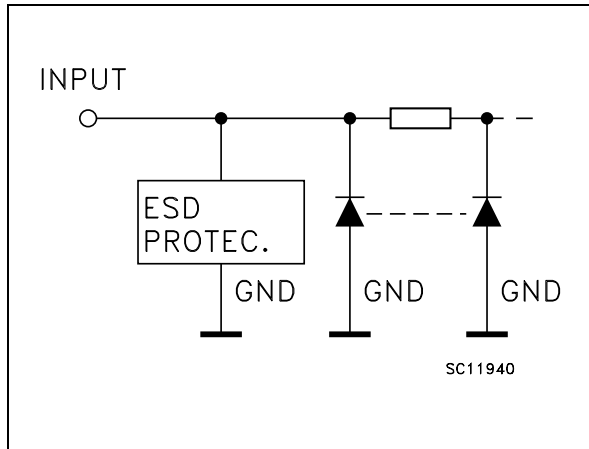 INPUT
ESD
PROTEC.
GND GND GND
SC11940